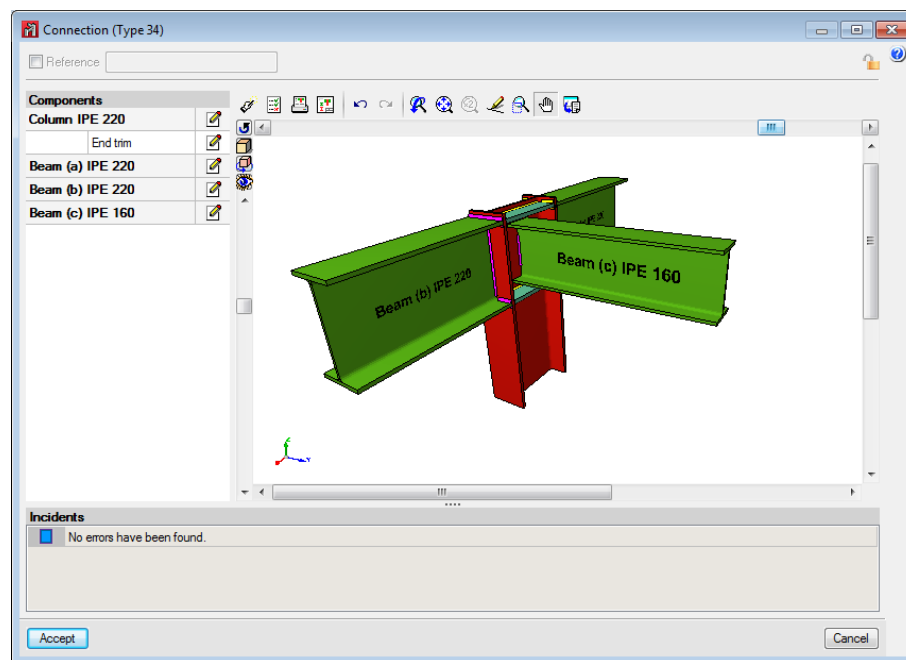 Connection (Type 34)
Reference
Components
Column IPE 220
End trim
Beam (a) IPE 220
Beam (b) IPE 220
Beam (c) IPE 160
Beam (b) IPE 220
Beam (c) IPE 160
Incidents
No errors have been found.
Accept
Cancel